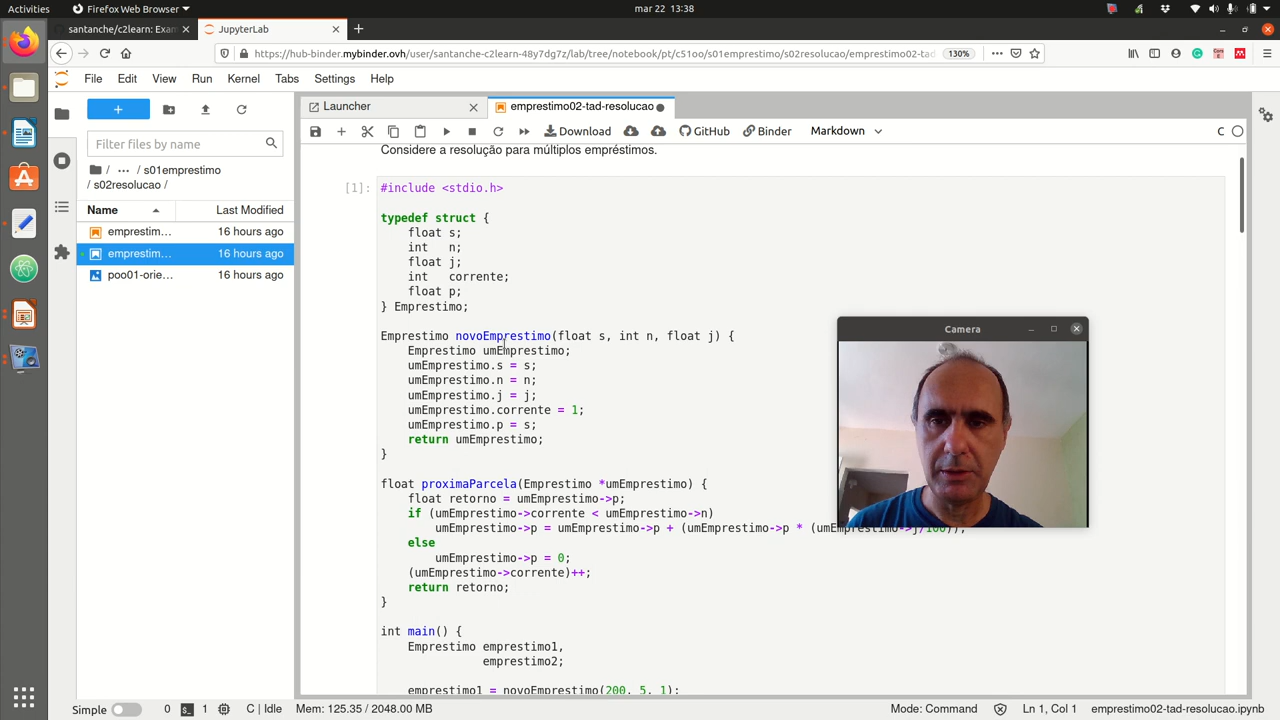 Activities
Firefox Web Browser
mar 22 13:38
santanche/c2learn: Exam
JupyterLab
https://hub-binder.mybinder.ovh/user/santanche-c2learn-48y7dg7z/lab/tree/notebook/pt/c51oo/s01emprestimo/s02resolucao/emprestimo02-tad-
130%
File Edit View Run Kernel Tabs Settings Help
Launcher
emprestimo02-tad-resolucao
Download
GitHub
Binder
Markdown
C
Filter files by name
/ ... / s01emprestimo
/ s02resolucao /
Name Last Modified
emprestim... 16 hours ago
emprestim... 16 hours ago
poo01-orie... 16 hours ago
Considere a resolução para múltiplos empréstimos.
[1]:
#include <stdio.h>
typedef struct {
float s;
int n;
float j;
int corrente;
float p;
} Emprestimo;
Emprestimo novoEmprestimo(float s, int n, float j) {
Emprestimo umEmprestimo;
umEmprestimo.s = s;
umEmprestimo.n = n;
umEmprestimo.j = j;
umEmprestimo.corrente = 1;
umEmprestimo.p = s;
return umEmprestimo;
}
float proximaParcela(Emprestimo *umEmprestimo) {
float retorno = umEmprestimo->p;
if (umEmprestimo->corrente < umEmprestimo->n)
umEmprestimo->p = umEmprestimo->p + (umEmprestimo->p * (
else
umEmprestimo->p = 0;
(umEmprestimo->corrente)++;
return retorno;
}
int main() {
Emprestimo emprestimo1,
emprestimo2;
emprestimo1 = novoEmprestimo(200, 5, 1);
Camera
Simple
0
1
C | Idle
Mem: 125.35 / 2048.00 MB
Mode: Command
Ln 1, Col 1
emprestimo02-tad-resolucao.ipynb